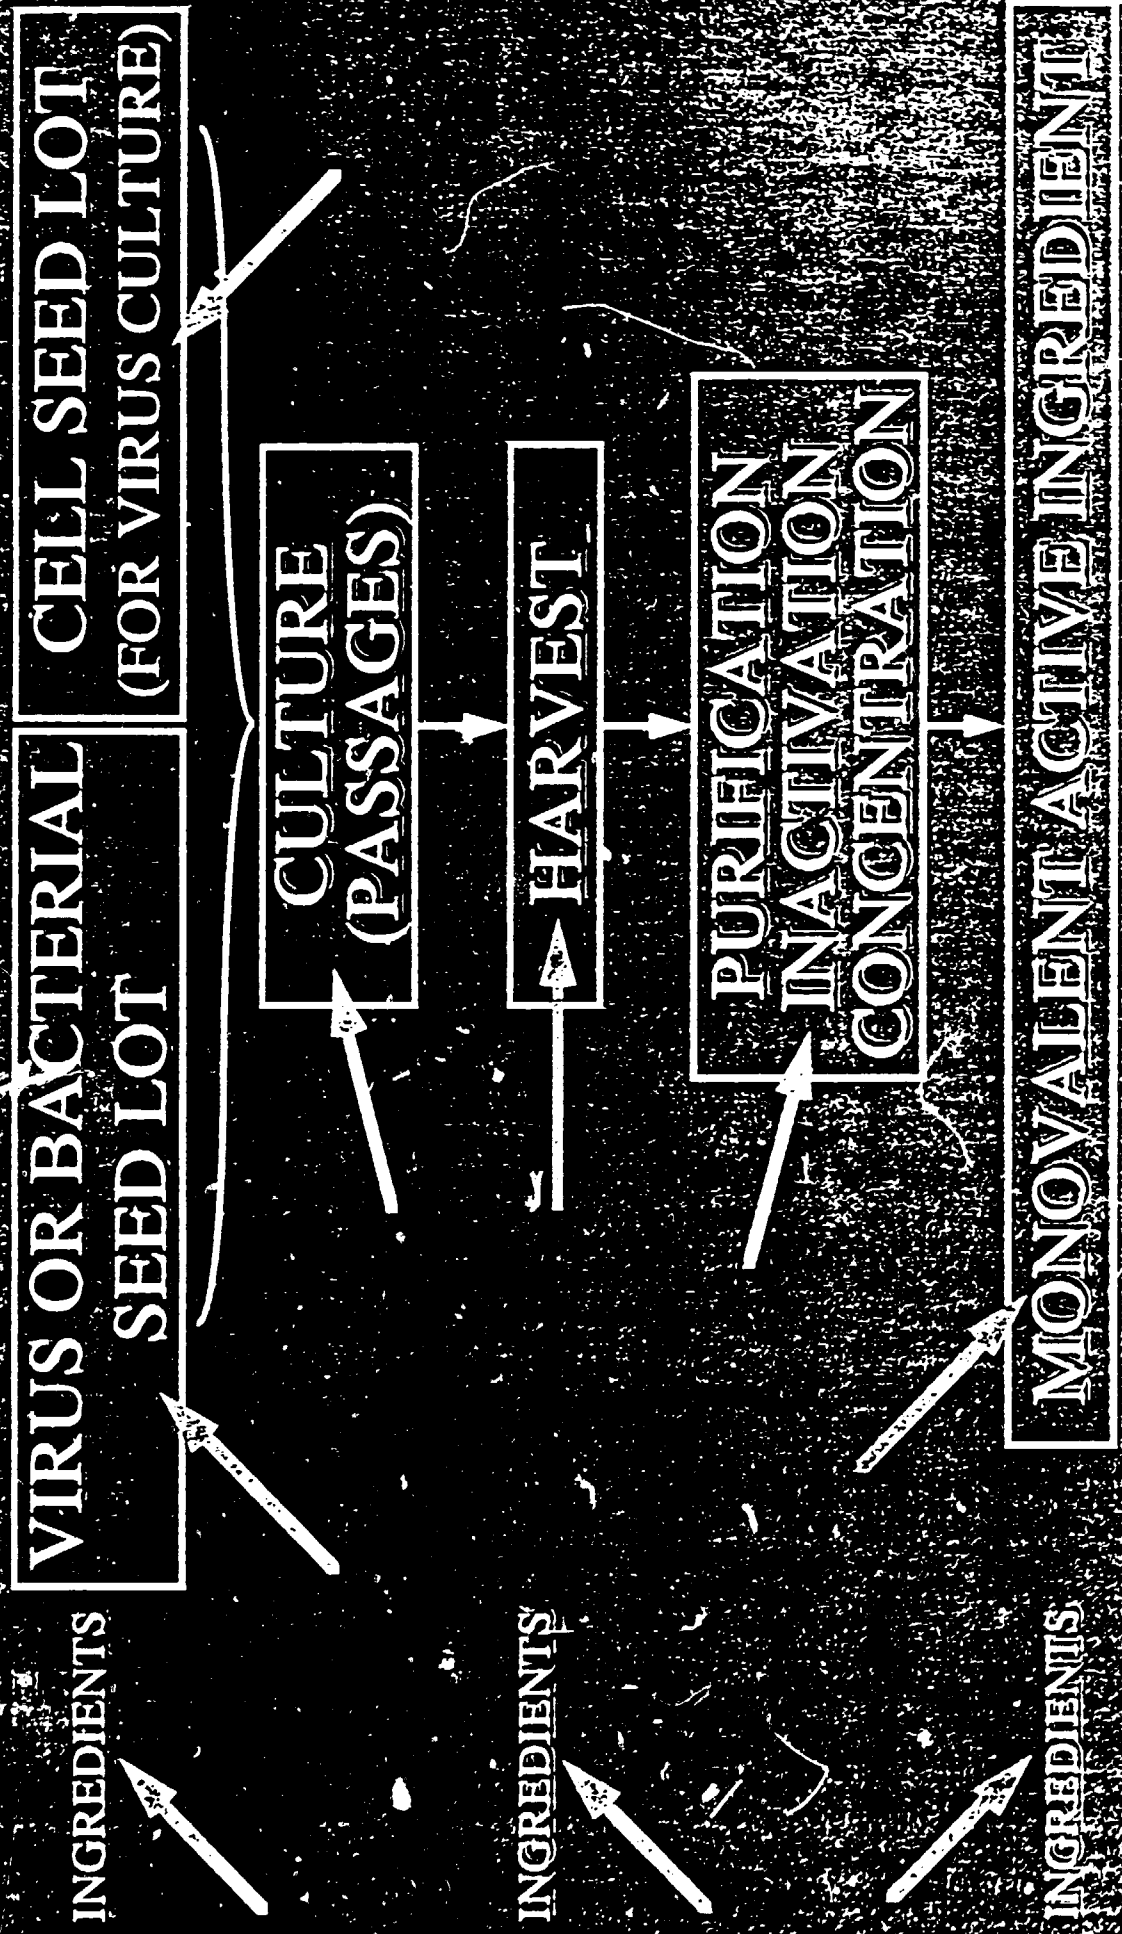 INGREDIENTS
VIRUS OR BACTERIAL
SEED LOT
CELL SEED LOT
(FOR VIRUS CULTURE)
CULTURE
(PASSAGES)
INGREDIENTS
HARVEST
PURIFICATION
INACTIVATION
CONCENTRATION
INGREDIENTS
MONOVALENT ACTIVE INGREDIENT